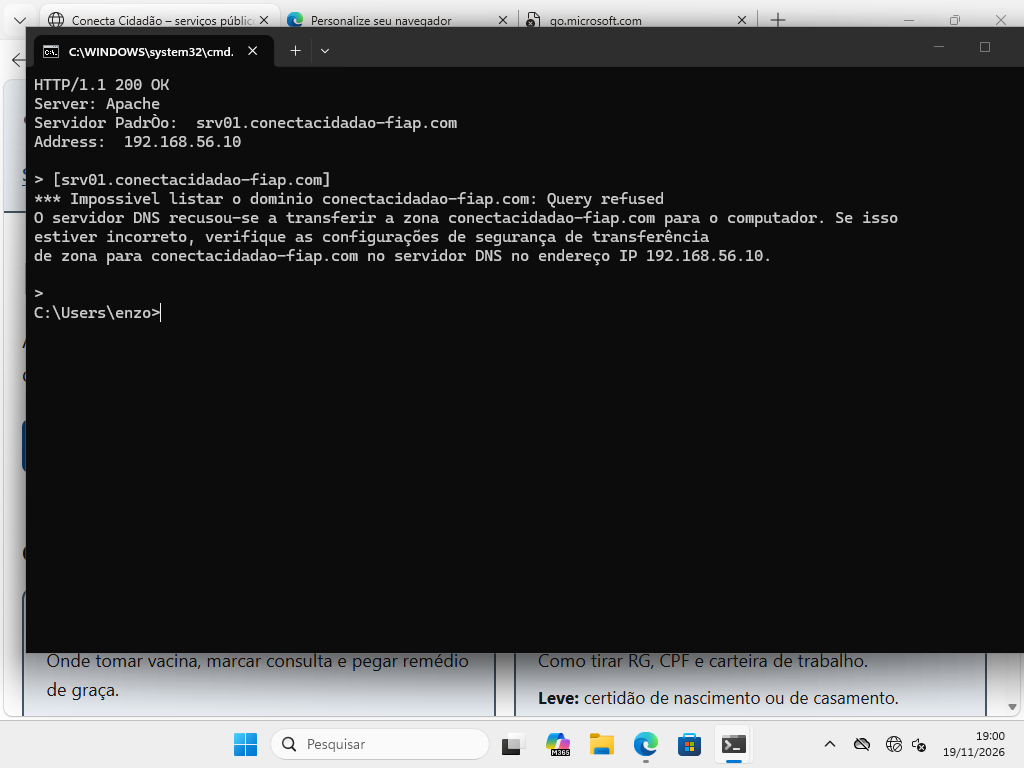 Conecta Cidadão – serviços públic
Personalize seu navegador
go.microsoft.com
C:\WINDOWS\system32\cmd.
HTTP/1.1 200 OK
Server: Apache
Servidor PadrÒo:  srv01.conectacidadao-fiap.com
Address:  192.168.56.10
> [srv01.conectacidadao-fiap.com]
*** Impossivel listar o dominio conectacidadao-fiap.com: Query refused
O servidor DNS recusou-se a transferir a zona conectacidadao-fiap.com para o computador. Se isso
estiver incorreto, verifique as configurações de segurança de transferência
de zona para conectacidadao-fiap.com no servidor DNS no endereço IP 192.168.56.10.
>
C:\Users\enzo>
Onde tomar vacina, marcar consulta e pegar remédio
de graça.
Como tirar RG, CPF e carteira de trabalho.
Leve: certidão de nascimento ou de casamento.
Pesquisar
M365
19:00
19/11/2026